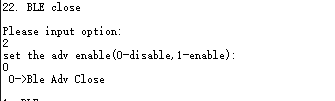 22. BLE close
Please input option:
2
set the adv enable(0-disable,1-enable):
0
0->Ble Adv Close